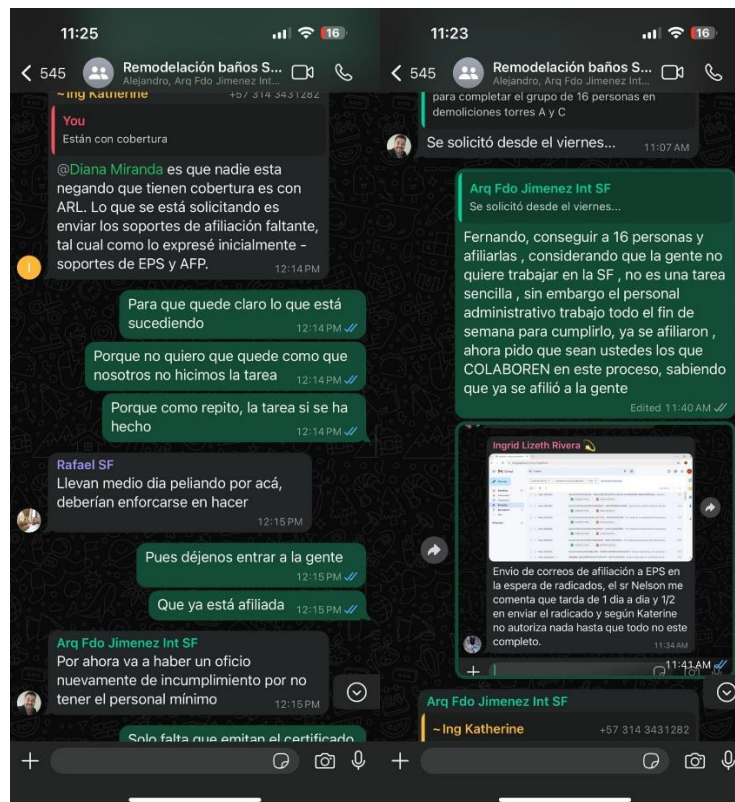 11:25
16
545
Remodelación baños S...
Alejandro, Arq Fdo Jimenez Int...
~Ing Katherine +57 314 3431282
You
Están con cobertura
@Diana Miranda es que nadie esta
negando que tienen cobertura es con
ARL. Lo que se está solicitando es
enviar los soportes de afiliación faltante,
tal cual como lo expresé inicialmente -
soportes de EPS y AFP.
12:14 PM
Para que quede claro lo que está
sucediendo
12:14 PM
Porque no quiero que quede como que
nosotros no hicimos la tarea
12:14 PM
Porque como repito, la tarea si se ha
hecho
12:14 PM
Rafael SF
Llevan medio dia peliando por acá,
deberían enforcarse en hacer
12:15 PM
Pues déjenos entrar a la gente
12:15 PM
Que ya está afiliada
12:15 PM
Arq Fdo Jimenez Int SF
Por ahora va a haber un oficio
nuevamente de incumplimiento por no
tener el personal mínimo
12:15 PM
Solo falta que emitan el certificado
11:23
16
545
Remodelación baños S...
Alejandro, Arq Fdo Jimenez Int...
para completar el grupo de 16 personas en
demoliciones torres A y C
Se solicitó desde el viernes...
11:07 AM
Arq Fdo Jimenez Int SF
Se solicitó desde el viernes...
Fernando, conseguir a 16 personas y
afiliarlas , considerando que la gente no
quiere trabajar en la SF , no es una tarea
sencilla , sin embargo el personal
administrativo trabajo todo el fin de
semana para cumplirlo, ya se afiliaron ,
ahora pido que sean ustedes los que
COLABOREN en este proceso, sabiendo
que ya se afilió a la gente
Edited 11:40 AM
Ingrid Lizeth Rivera
Envio de correos de afiliación a EPS en
la espera de radicados, el sr Nelson me
comenta que tarda de 1 dia a dia y 1/2
en enviar el radicado y según Katerine
no autoriza nada hasta que todo no este
completo.
11:34 AM
11:41 AM
Arq Fdo Jimenez Int SF
~Ing Katherine +57 314 3431282